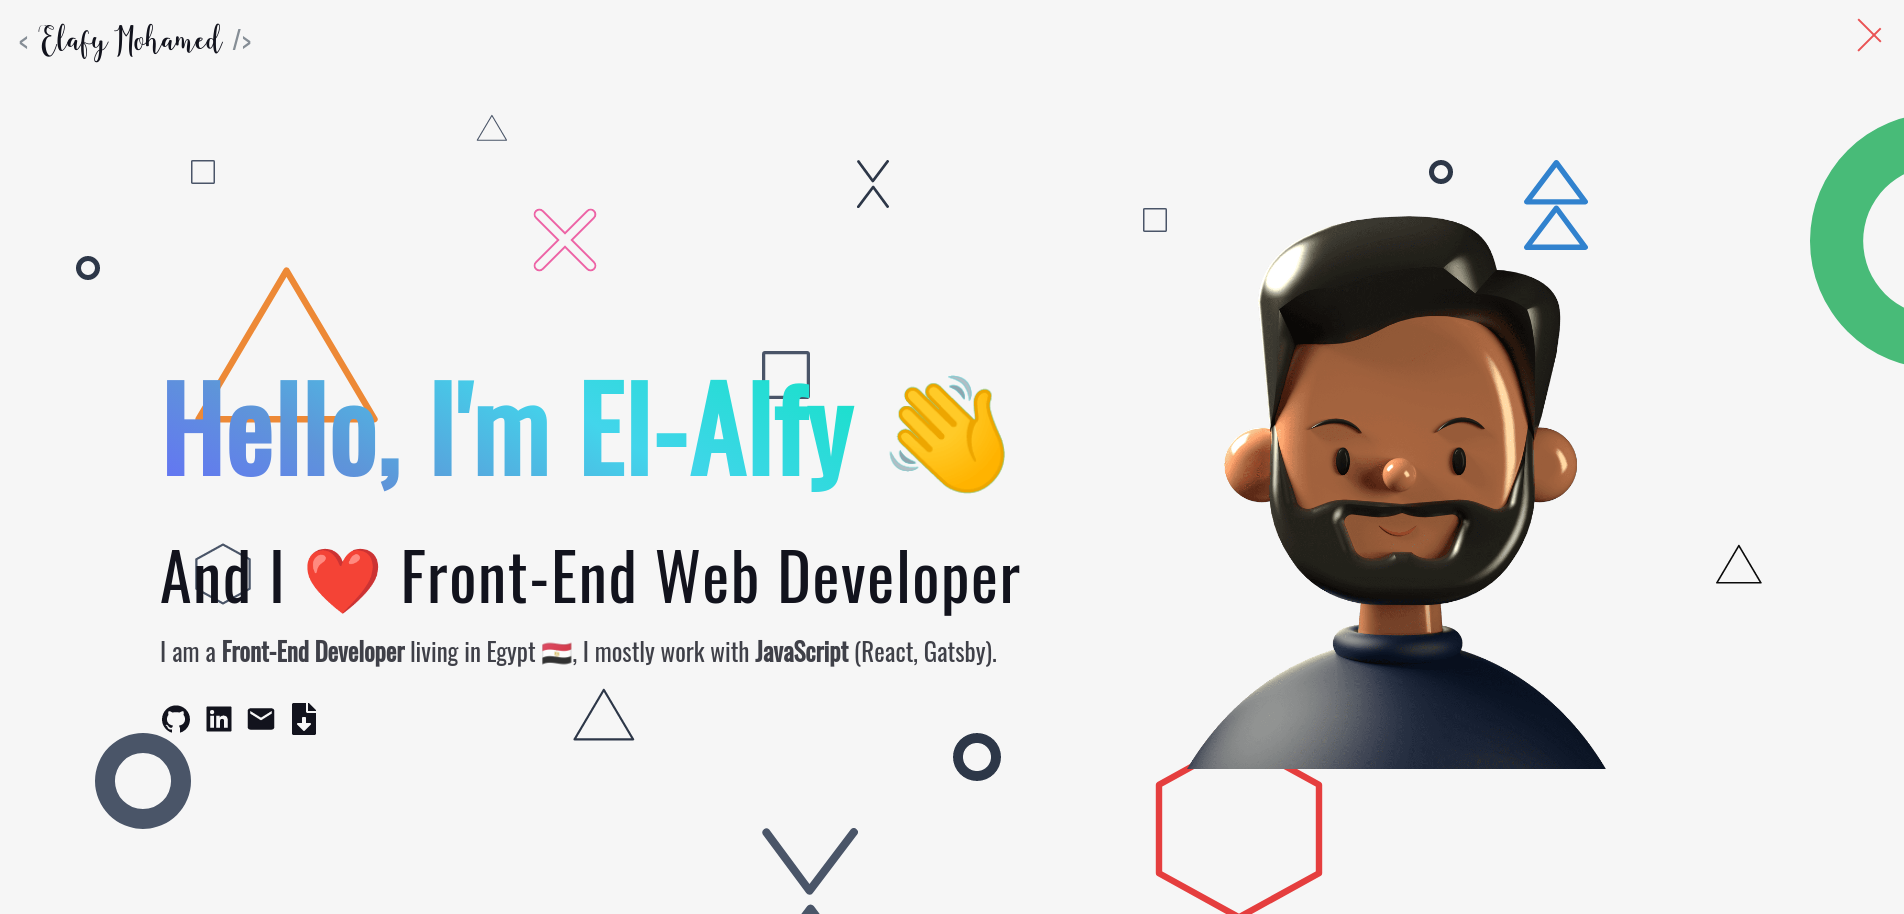 < Elafy Mohamed />
Hello, I'm El-Alfy 👋
And I ❤️ Front-End Web Developer
I am a Front-End Developer living in Egypt 🇪🇬, I mostly work with JavaScript (React, Gatsby).
in